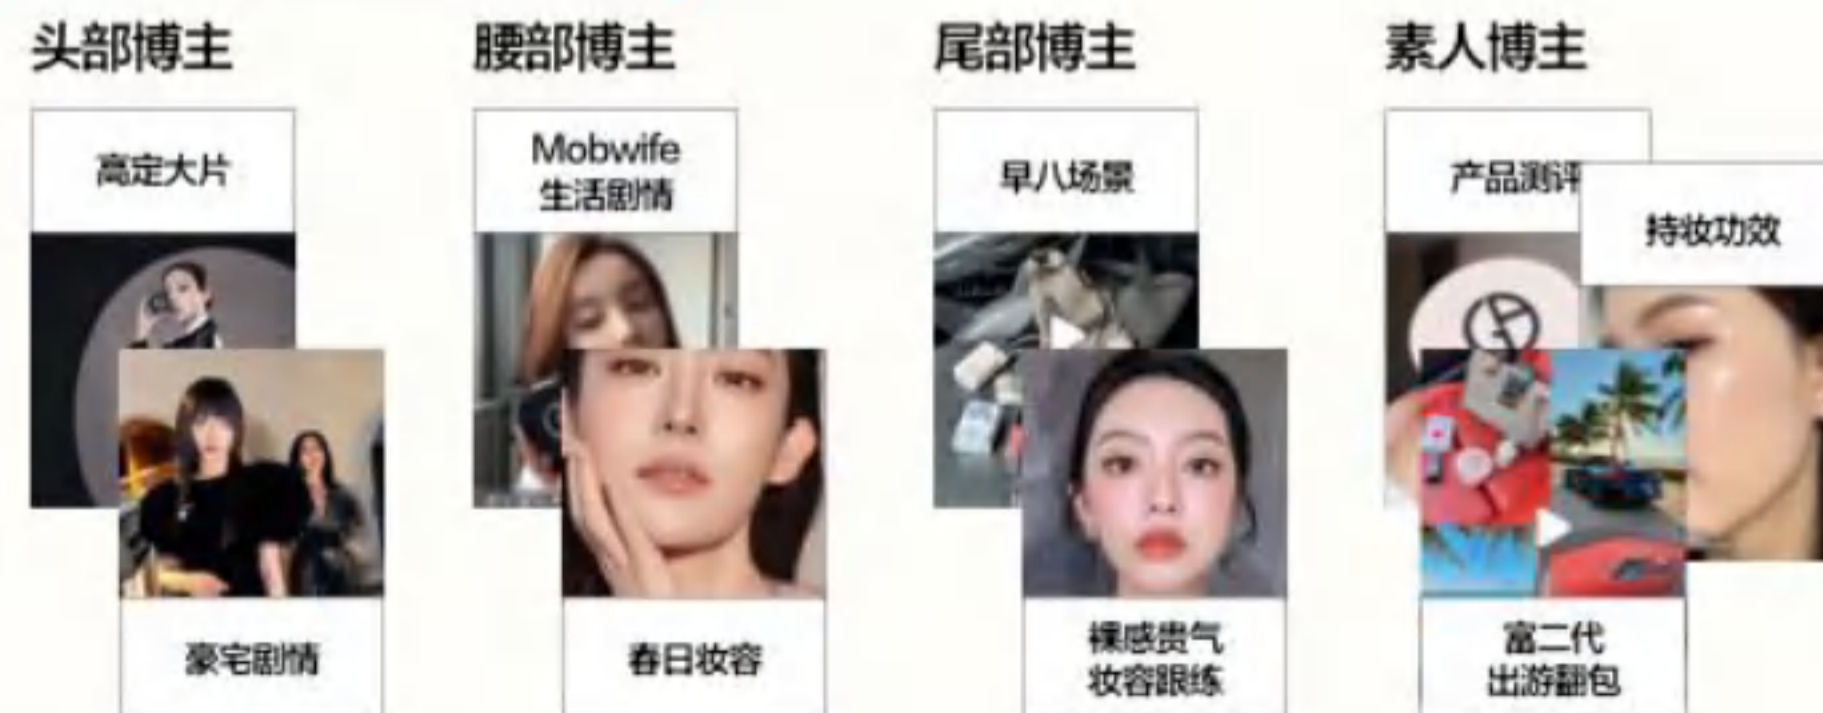 头部博主
腰部博主
尾部博主
素人博主
高定大片
Mobwife
生活剧情
早八场景
产品测评
持妆功效
豪宅剧情
春日妆容
裸感贵气
妆容跟练
富二代
出游翻包